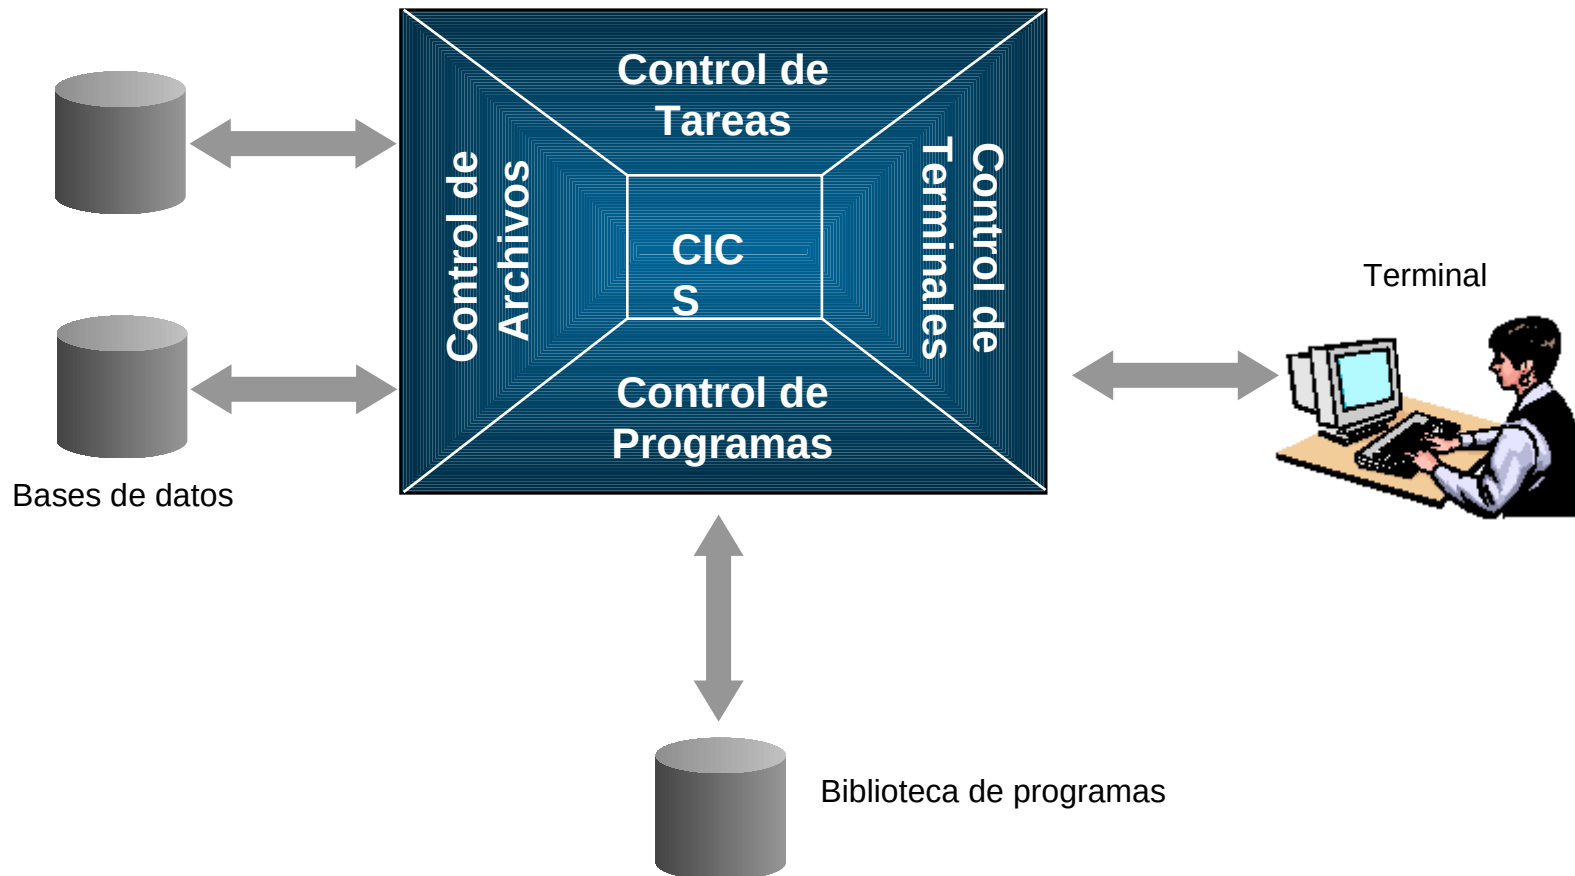 Control de
Tareas
Control de
Archivos
CIC
S
Control de
Terminales
Control de
Programas
Terminal
Bases de datos
Biblioteca de programas